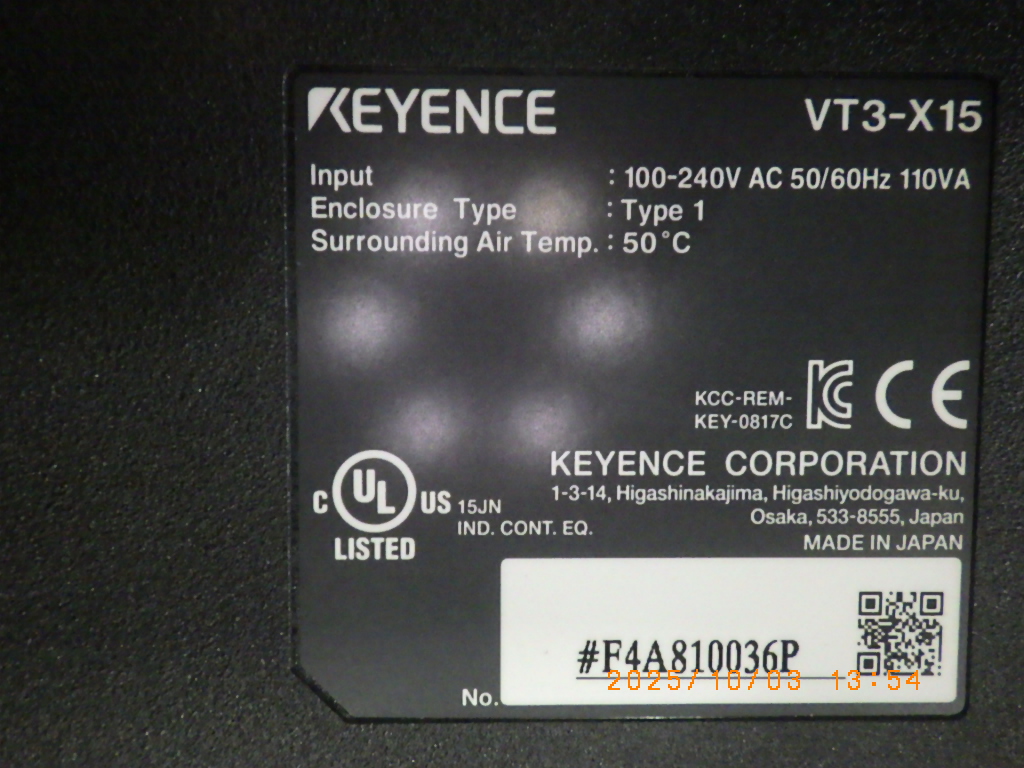 KEYENCE VT3-X15
Input : 100-240V AC 50/60Hz 110VA
Enclosure Type : Type 1
Surrounding Air Temp. : 50°C
KCC-REM-
KEY-0817C
CE
C UL US 15JN
IND. CONT. EQ.
LISTED
KEYENCE CORPORATION
1-3-14, Higashinakajima, Higashiyodogawa-ku,
Osaka, 533-8555, Japan
MADE IN JAPAN
No. #F4A810036P
2025/10/03 13:54